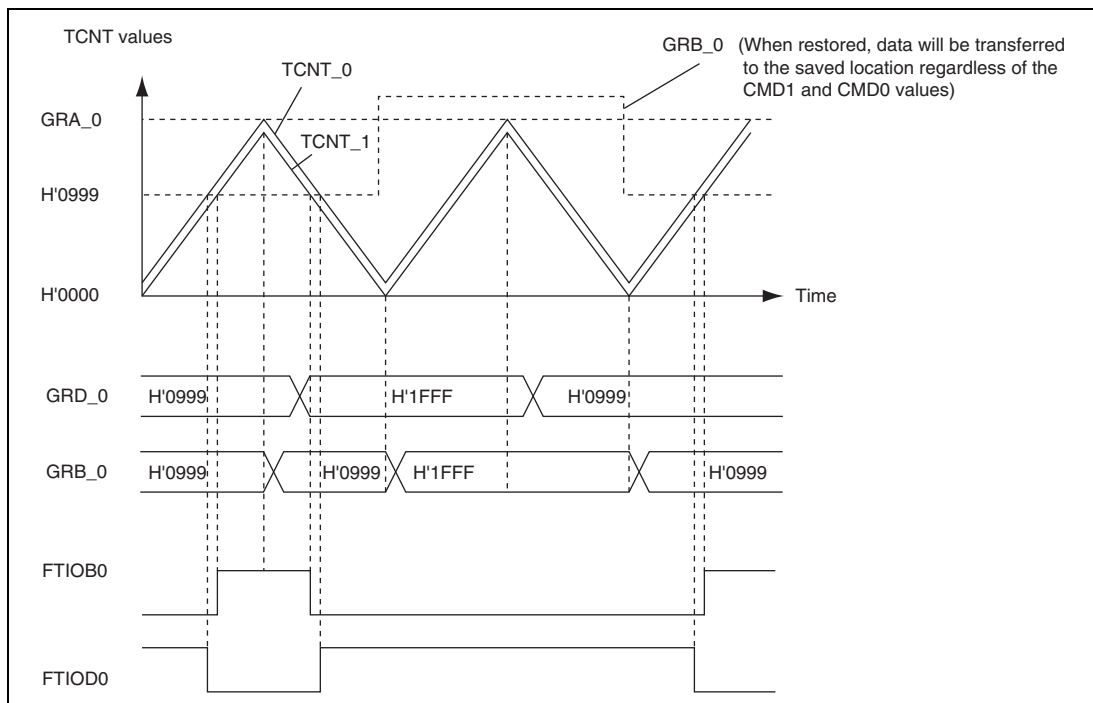 TCNT values
GRB_0 (When restored, data will be transferred
to the saved location regardless of the
CMD1 and CMD0 values)
TCNT_0
GRA_0
TCNT_1
H'0999
H'0000
Time
GRD_0
H'0999
H'1FFF
H'0999
GRB_0
H'0999
H'0999
H'1FFF
H'0999
FTIOB0
FTIOD0